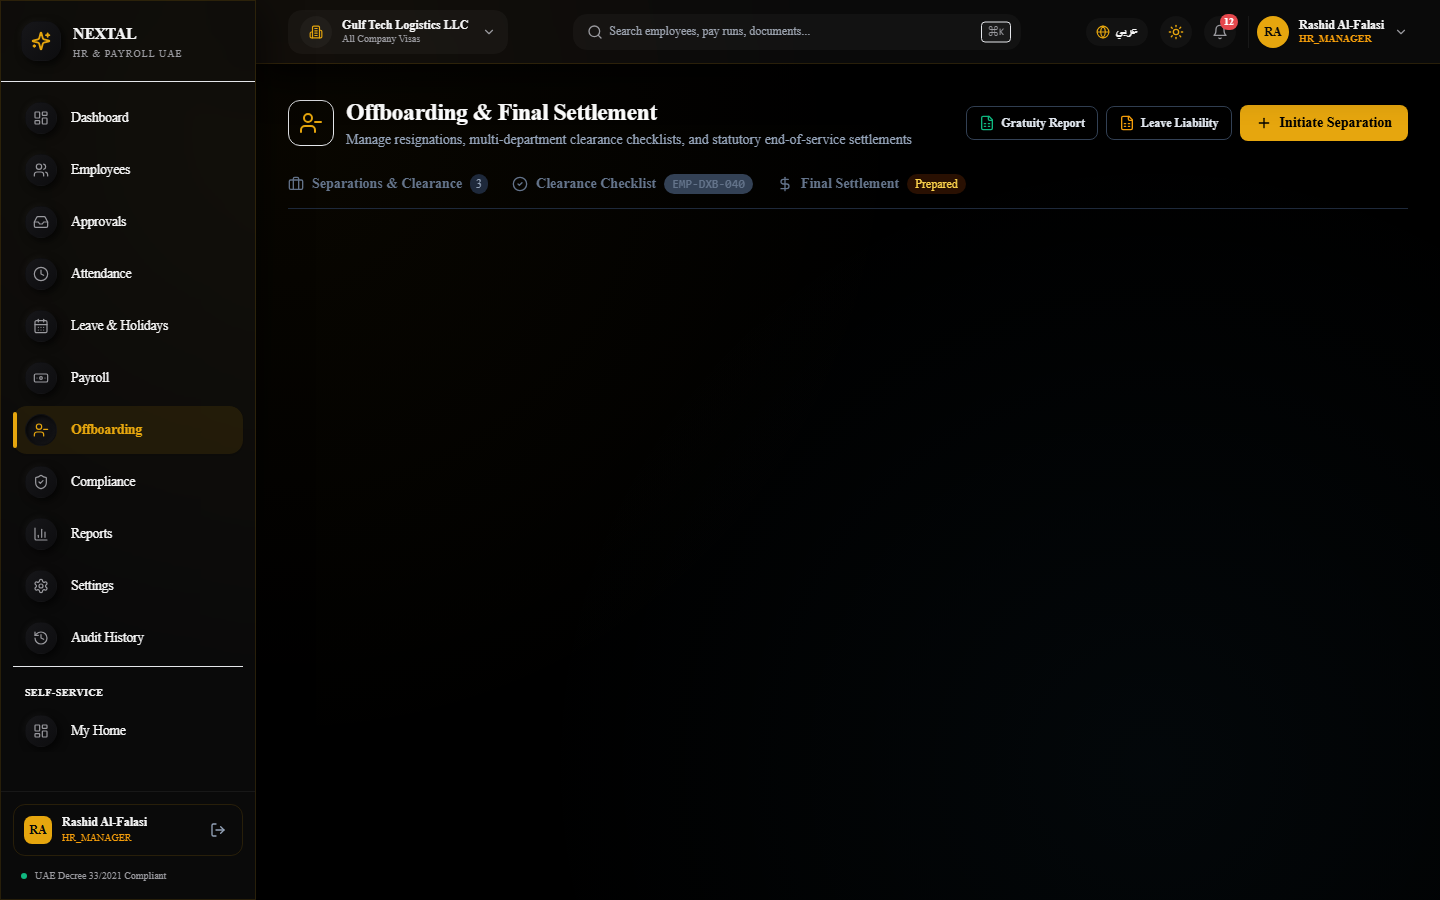 NEXTAL
HR & PAYROLL UAE
Gulf Tech Logistics LLC
All Company Visas
Search employees, pay runs, documents...
⌘K
عربي
12
RA
Rashid Al-Falasi
HR_MANAGER
Dashboard
Employees
Approvals
Attendance
Leave & Holidays
Payroll
Offboarding
Compliance
Reports
Settings
Audit History
SELF-SERVICE
My Home
RA
Rashid Al-Falasi
HR_MANAGER
UAE Decree 33/2021 Compliant
Offboarding & Final Settlement
Manage resignations, multi-department clearance checklists, and statutory end-of-service settlements
Gratuity Report
Leave Liability
Initiate Separation
Separations & Clearance 3
Clearance Checklist EMP-DXB-040
Final Settlement Prepared